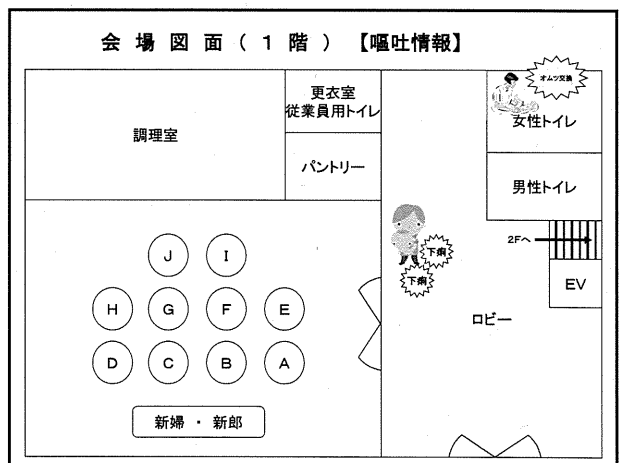 会場図面(1階)【嘔吐情報】
オムツ交換
更衣室
従業員用トイレ
女性トイレ
調理室
パントリー
男性トイレ
2Fへ
J
I
下痢
下痢
EV
H
G
F
E
ロビー
D
C
B
A
新婦・新郎